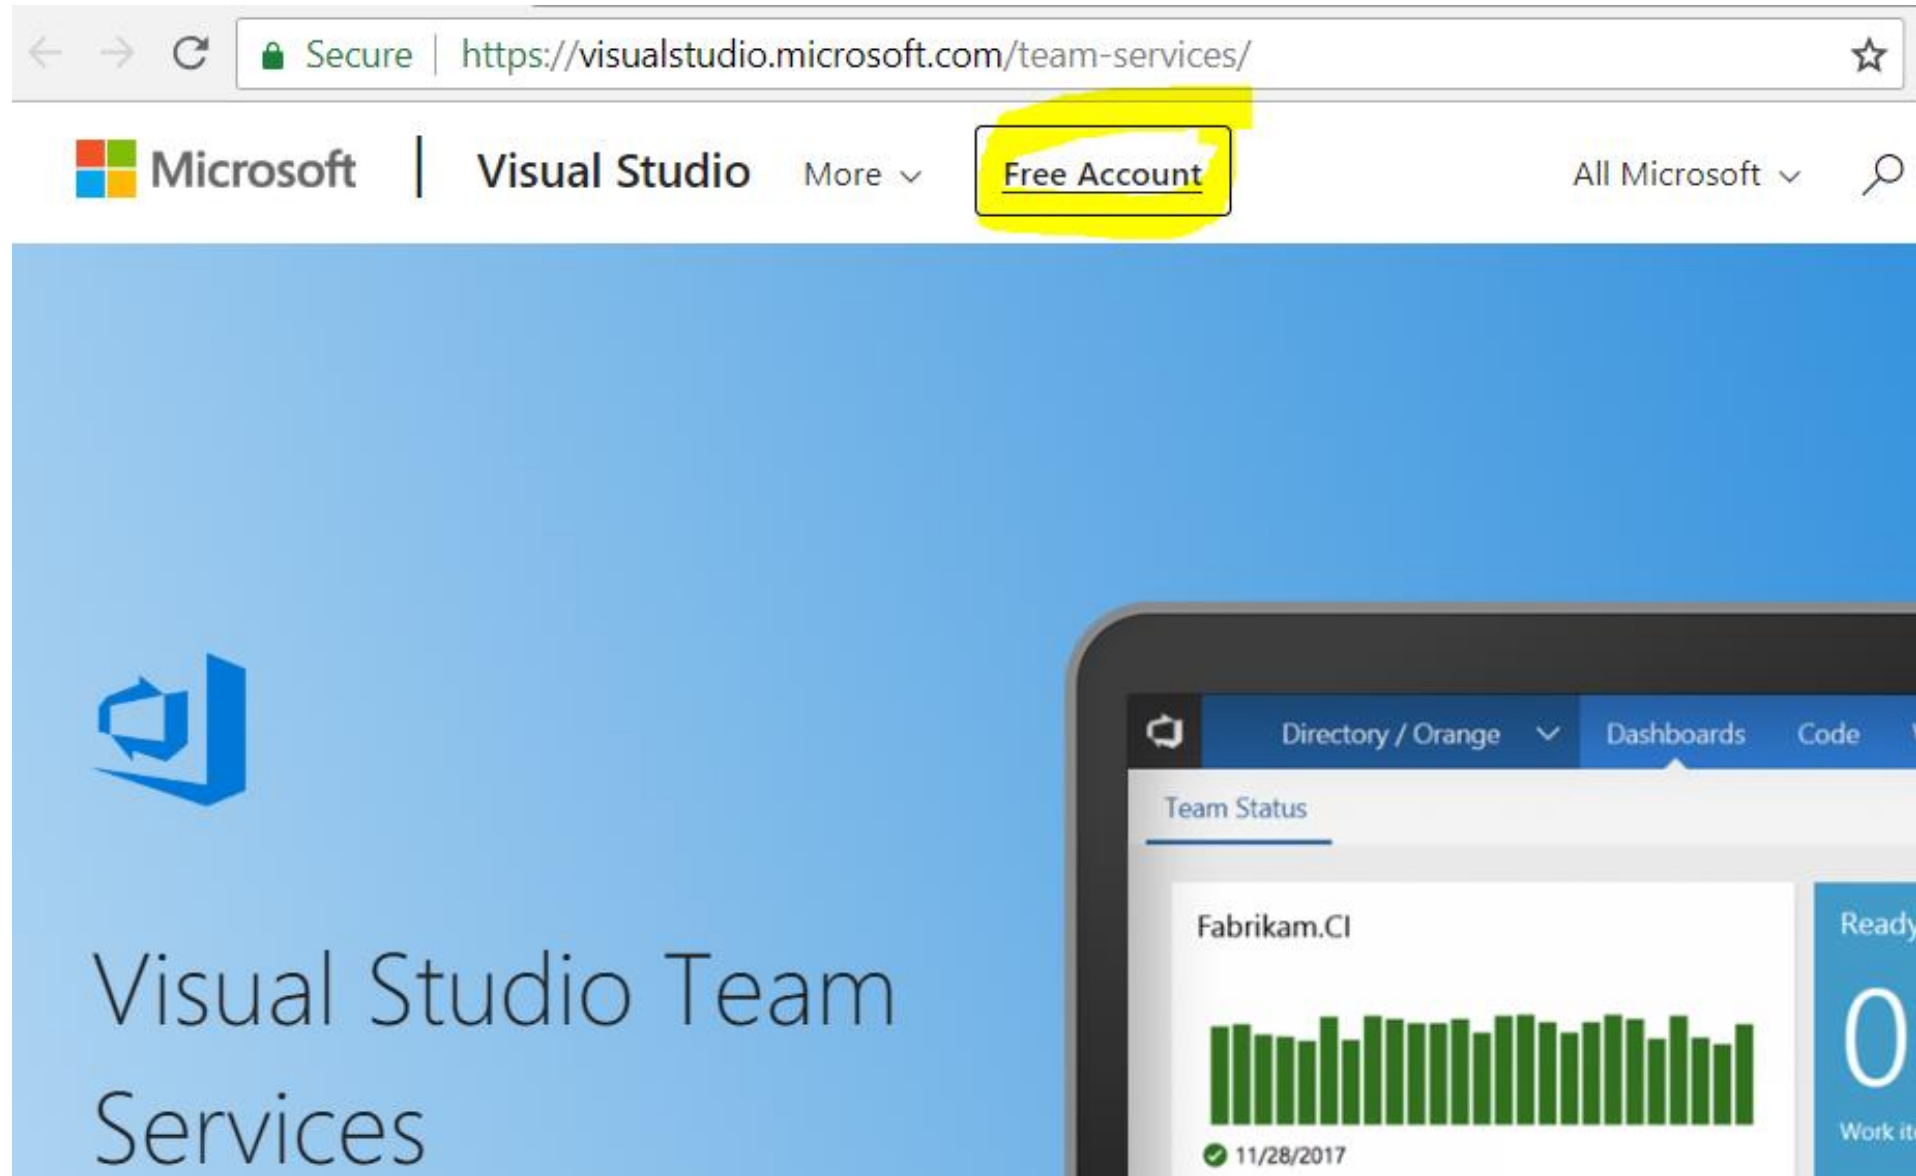 Secure | https://visualstudio.microsoft.com/team-services/
Microsoft | Visual Studio More Free Account All Microsoft
Directory / Orange Dashboards Code
Team Status
Fabrikam.CI Ready
Visual Studio Team
Services
0
11/28/2017
Work